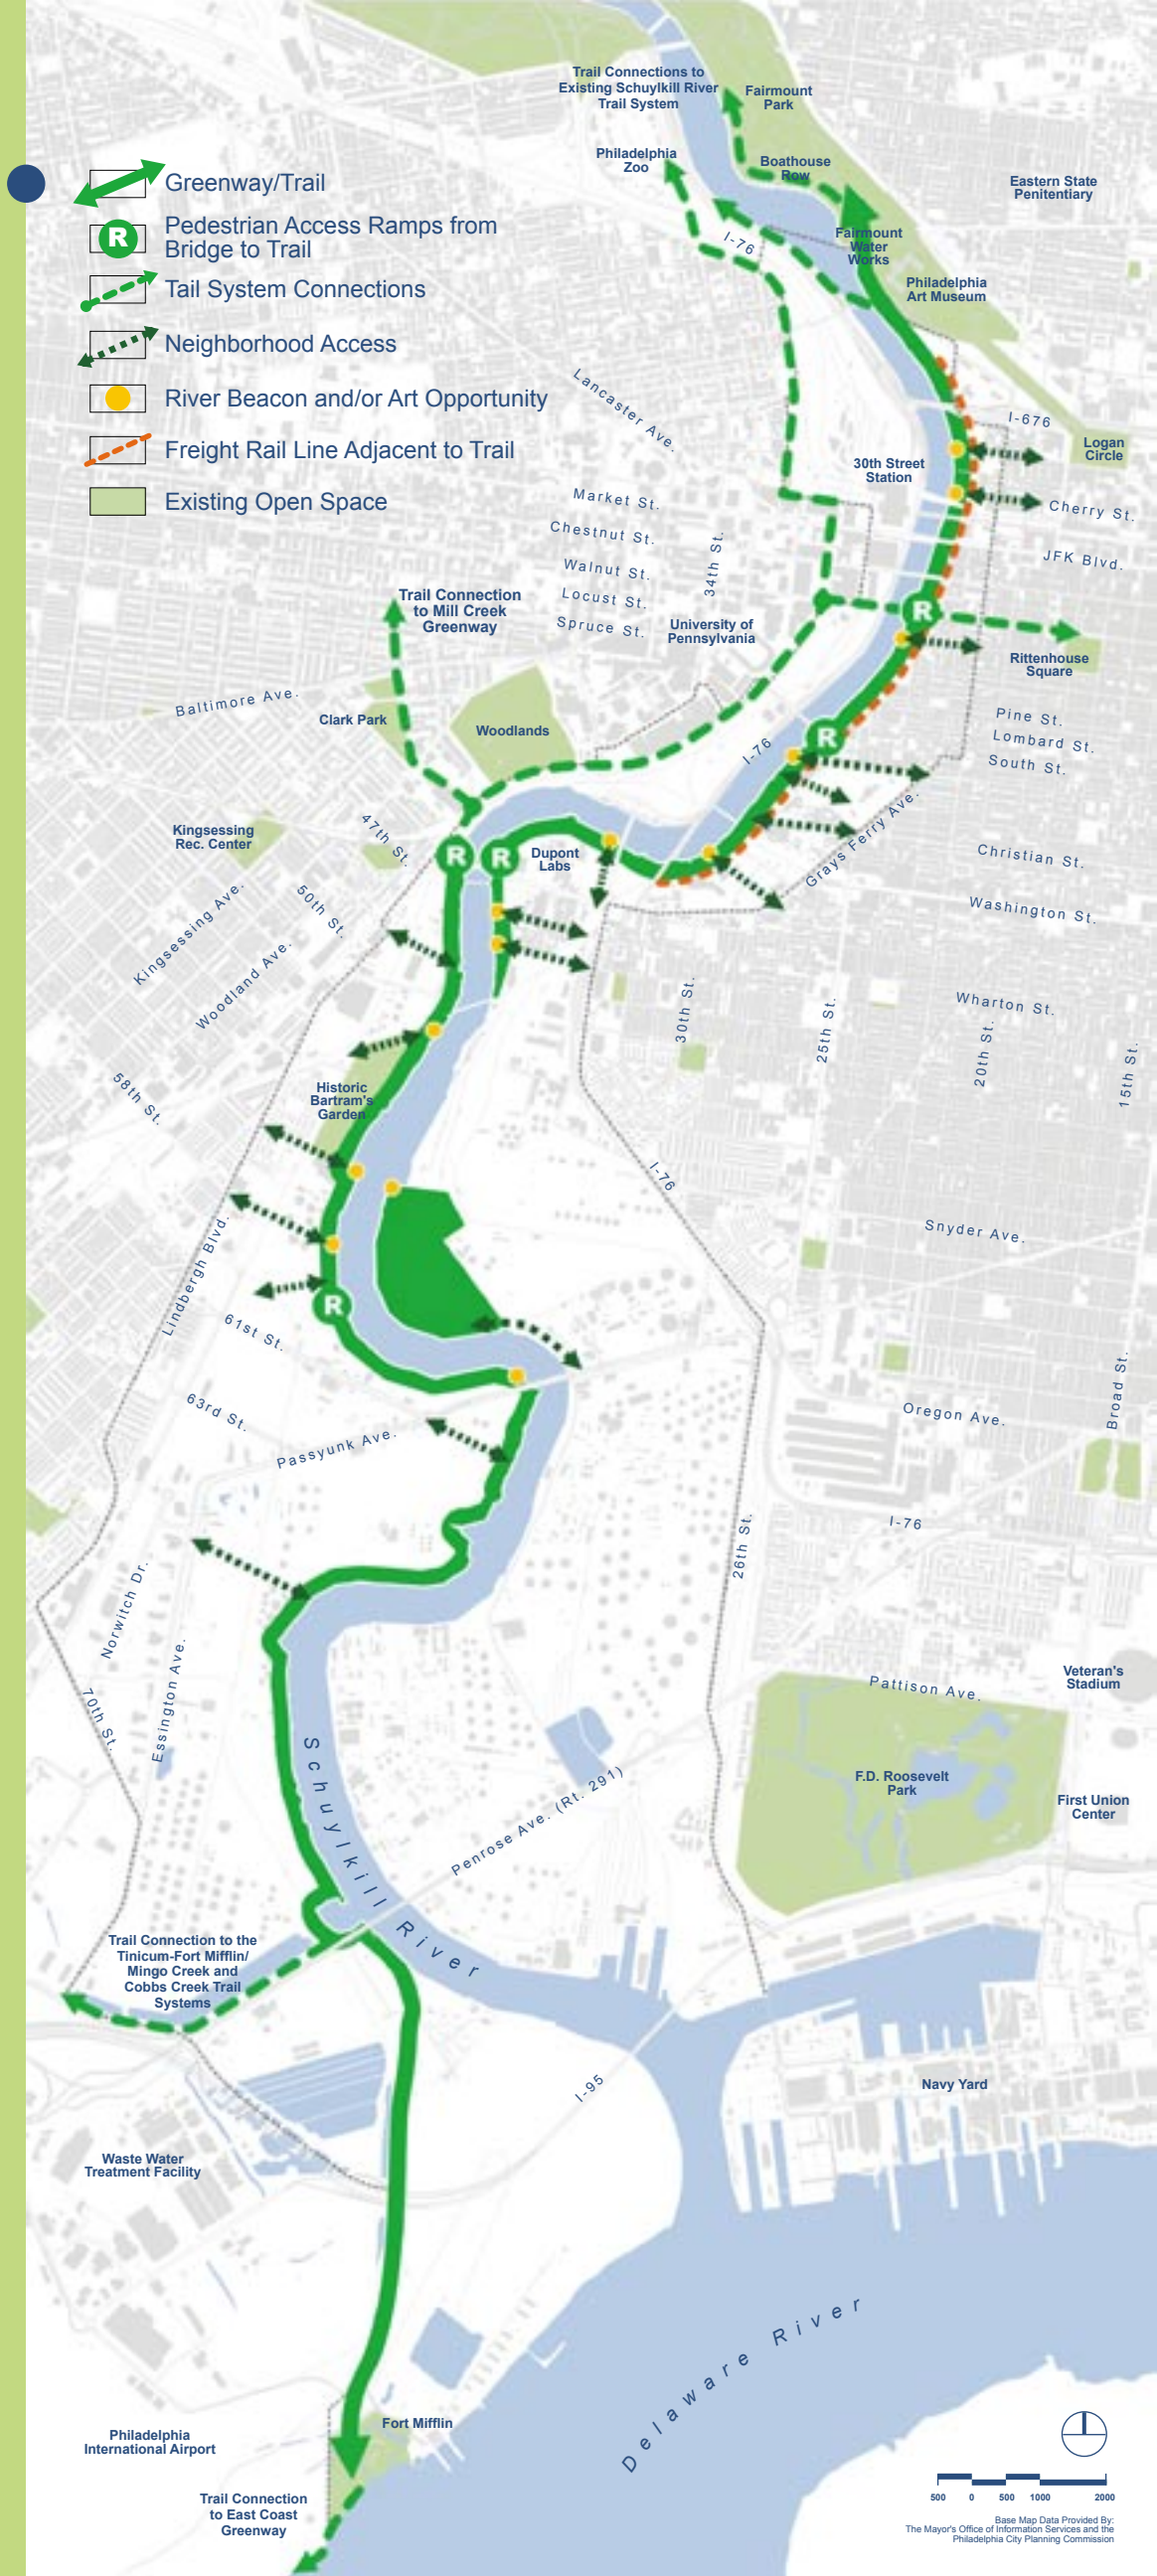 Trail Connections to
Existing Schuylkill River
Trail System
Fairmount
Park
Philadelphia
Zoo
Boathouse
Row
Eastern State
Penitentiary
Greenway/Trail
R
Pedestrian Access Ramps from
Bridge to Trail
Tail System Connections
Neighborhood Access
River Beacon and/or Art Opportunity
Freight Rail Line Adjacent to Trail
Existing Open Space
I-76
Fairmount
Water
Works
Philadelphia
Art Museum
Lancaster Ave.
I-676
Logan
Circle
30th Street
Station
Market St.
Cherry St.
Chestnut St.
34th St.
JFK Blvd.
Walnut St.
Locust St.
Spruce St.
Trail Connection
to Mill Creek
Greenway
University of
Pennsylvania
R
Rittenhouse
Square
Baltimore Ave.
Clark Park
Woodlands
Pine St.
Lombard St.
South St.
I-76
R
Grays Ferry Ave.
Kingsessing
Rec. Center
47th St.
R
R
Dupont
Labs
Christian St.
Washington St.
Kingsessing Ave.
50th St.
Woodland Ave.
30th St.
25th St.
Wharton St.
20th St.
15th St.
58th St.
Historic
Bartram's
Garden
I-76
Snyder Ave.
Lindbergh Blvd.
R
61st St.
63rd St.
Passyunk Ave.
Oregon Ave.
Broad St.
I-76
26th St.
Norwitch Dr.
Essington Ave.
70th St.
Pattison Ave.
Veteran's
Stadium
Schuylkill River
F.D. Roosevelt
Park
First Union
Center
Penrose Ave. (Rt. 291)
Trail Connection to the
Tinicum-Fort Mifflin/
Mingo Creek and
Cobbs Creek Trail
Systems
I-95
Navy Yard
Waste Water
Treatment Facility
Delaware River
Fort Mifflin
Philadelphia
International Airport
Trail Connection
to East Coast
Greenway
500 0 500 1000 2000
Base Map Data Provided By:
The Mayor's Office of Information Services and the
Philadelphia City Planning Commission